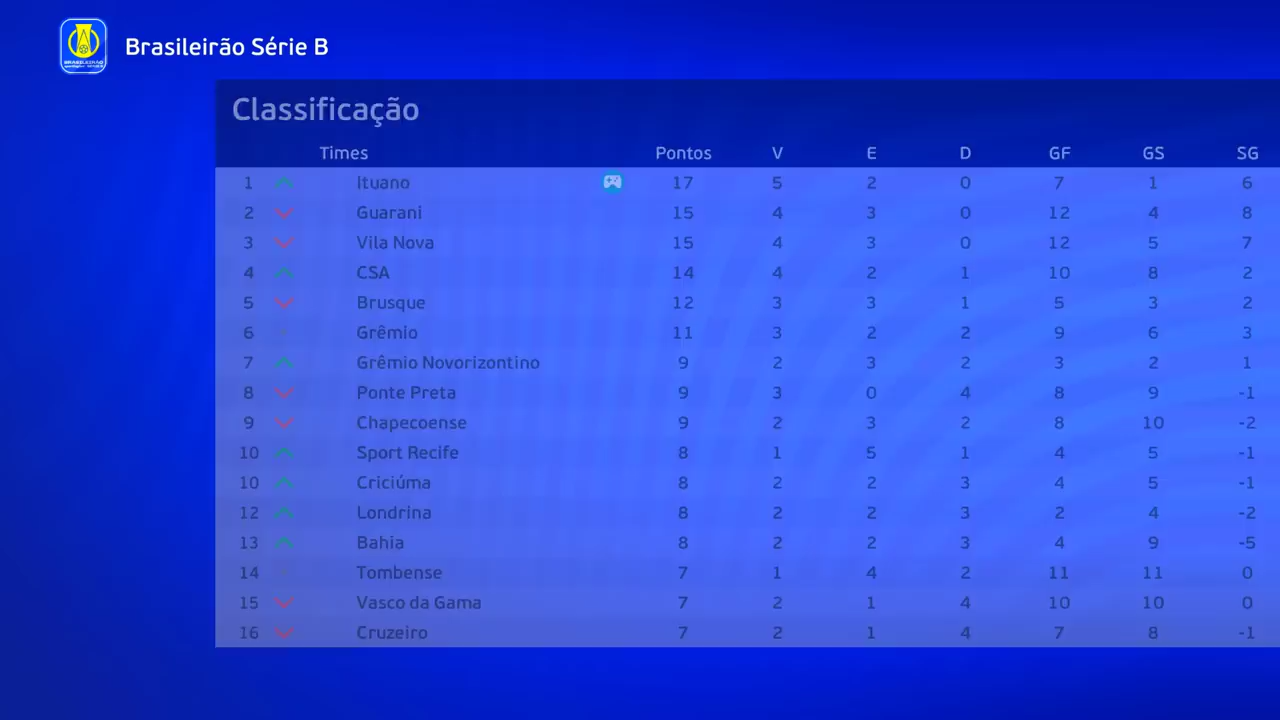 Brasileirão Série B
Classificação
Times Pontos V E D GF GS SG
1 Ituano 17 5 2 0 7 1 6
2 Guarani 15 4 3 0 12 4 8
3 Vila Nova 15 4 3 0 12 5 7
4 CSA 14 4 2 1 10 8 2
5 Brusque 12 3 3 1 5 3 2
6 Grêmio 11 3 2 2 9 6 3
7 Grêmio Novorizontino 9 2 3 2 3 2 1
8 Ponte Preta 9 3 0 4 8 9 -1
9 Chapecoense 9 2 3 2 8 10 -2
10 Sport Recife 8 1 5 1 4 5 -1
10 Criciúma 8 2 2 3 4 5 -1
12 Londrina 8 2 2 3 2 4 -2
13 Bahia 8 2 2 3 4 9 -5
14 Tombense 7 1 4 2 11 11 0
15 Vasco da Gama 7 2 1 4 10 10 0
16 Cruzeiro 7 2 1 4 7 8 -1